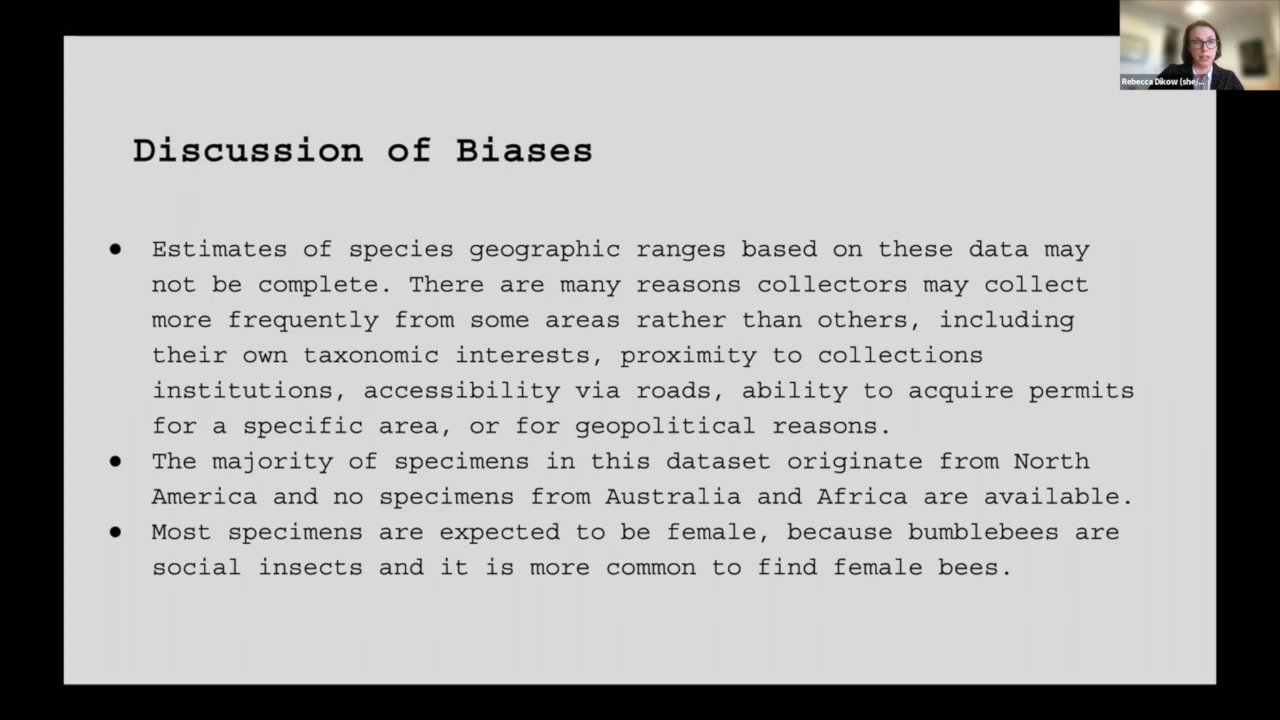 Rebecca Dikow (she/...
Discussion of Biases
● Estimates of species geographic ranges based on these data may
not be complete. There are many reasons collectors may collect
more frequently from some areas rather than others, including
their own taxonomic interests, proximity to collections
institutions, accessibility via roads, ability to acquire permits
for a specific area, or for geopolitical reasons.
● The majority of specimens in this dataset originate from North
America and no specimens from Australia and Africa are available.
● Most specimens are expected to be female, because bumblebees are
social insects and it is more common to find female bees.